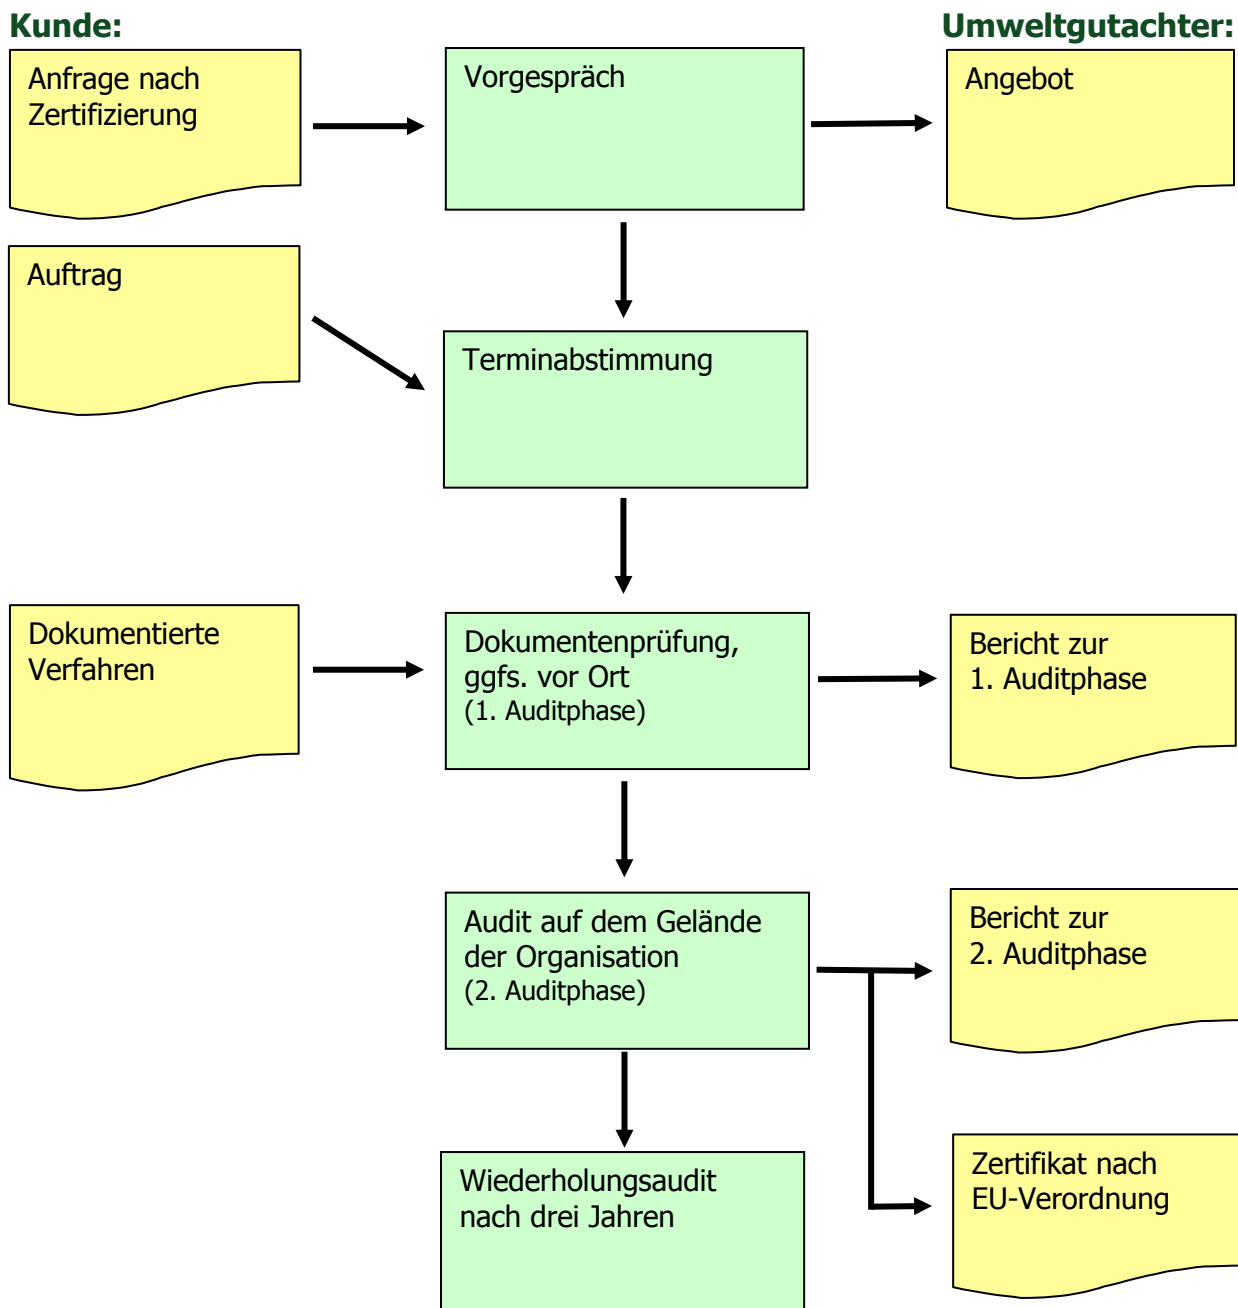 Kunde:
Umweltgutachter:
Anfrage nach
Zertifizierung
Vorgespräch
Angebot
Auftrag
Terminabstimmung
Dokumentierte
Verfahren
Dokumentenprüfung,
ggfs. vor Ort
(1. Auditphase)
Bericht zur
1. Auditphase
Audit auf dem Gelände
der Organisation
(2. Auditphase)
Bericht zur
2. Auditphase
Wiederholungsaudit
nach drei Jahren
Zertifikat nach
EU-Verordnung